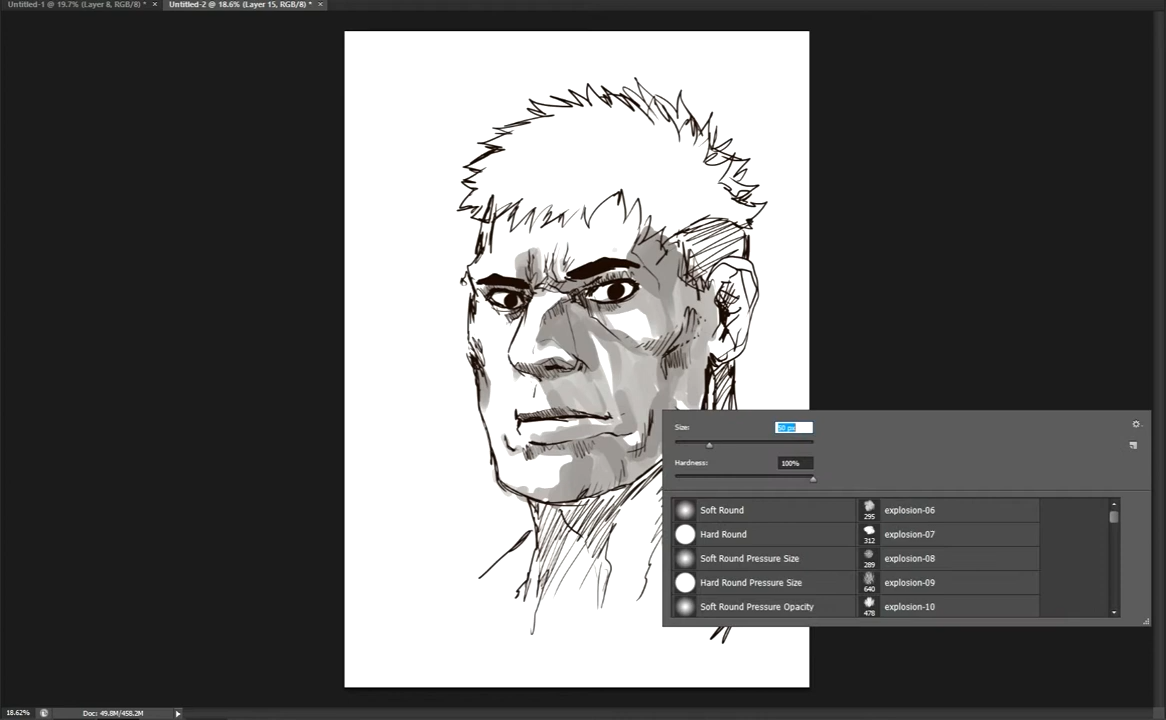 Untitled-1 @ 19.7% (Layer 8, RGB/8) * ×
Untitled-2 @ 18.6% (Layer 15, RGB/8) * ×
Size: 50 px
Hardness: 100%
Soft Round
295 explosion-06
Hard Round
312 explosion-07
Soft Round Pressure Size
289 explosion-08
Hard Round Pressure Size
640 explosion-09
Soft Round Pressure Opacity
478 explosion-10
18.62% Doc: 49.8M/458.2M